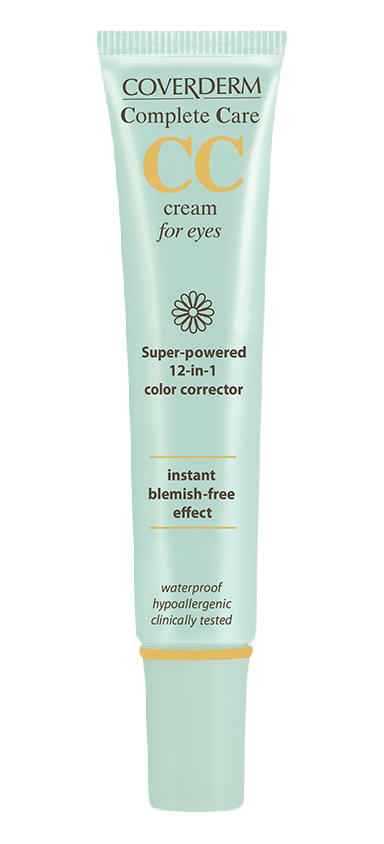 COVERDERM
Complete Care
CC
cream
for eyes
Super-powered
12-in-1
color corrector
instant
blemish-free
effect
waterproof
hypoallergenic
clinically tested